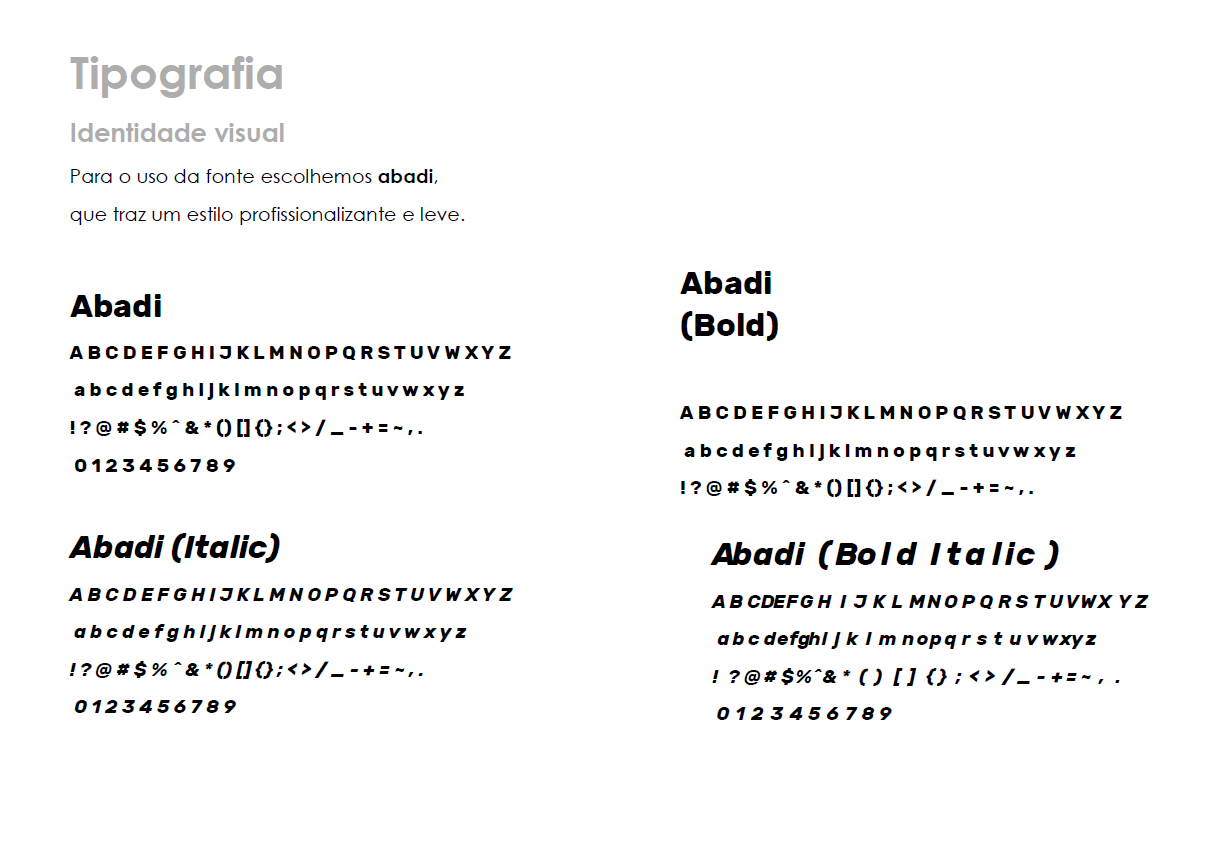 Tipografia
Identidade visual
Para o uso da fonte escolhemos abadi,
que traz um estilo profissionalizante e leve.
Abadi
A B C D E F G H I J K L M N O P Q R S T U V W X Y Z
a b c d e f g h I j k l m n o p q r s t u v w x y z
! ? @ # $ % ^ & * ( ) [ ] { } ; < > / _ - + = ~ , .
0 1 2 3 4 5 6 7 8 9
Abadi (Italic)
A B C D E F G H I J K L M N O P Q R S T U V W X Y Z
a b c d e f g h I j k l m n o p q r s t u v w x y z
! ? @ # $ % ^ & * ( ) [ ] { } ; < > / _ - + = ~ , .
0 1 2 3 4 5 6 7 8 9
Abadi
(Bold)
A B C D E F G H I J K L M N O P Q R S T U V W X Y Z
a b c d e f g h I j k l m n o p q r s t u v w x y z
! ? @ # $ % ^ & * ( ) [ ] { } ; < > / _ - + = ~ , .
Abadi (Bold Italic )
A B C D E F G H I J K L M N O P Q R S T U V W X Y Z
a b c d e f g h I j k l m n o p q r s t u v w x y z
! ? @ # $ % ^ & * ( ) [ ] { } ; < > / _ - + = ~ , .
0 1 2 3 4 5 6 7 8 9